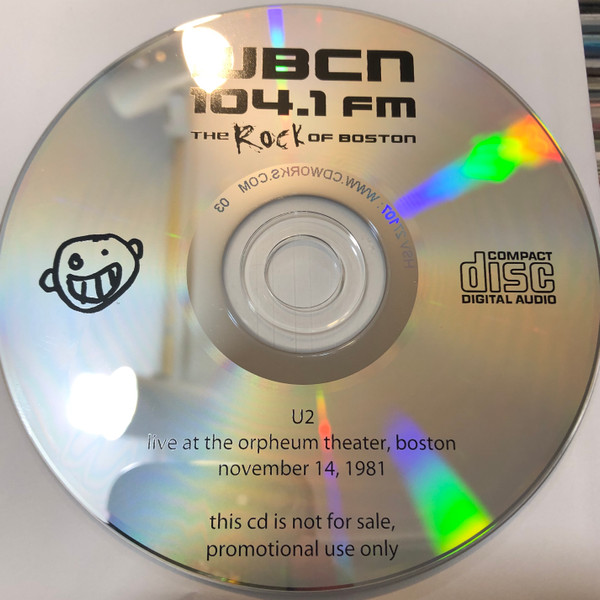 WBCN
104.1 FM
THE ROCK OF BOSTON
WWW.CDWORKS.COM 03
COMPACT
disc
DIGITAL AUDIO
U2
live at the orpheum theater, boston
november 14, 1981
this cd is not for sale,
promotional use only